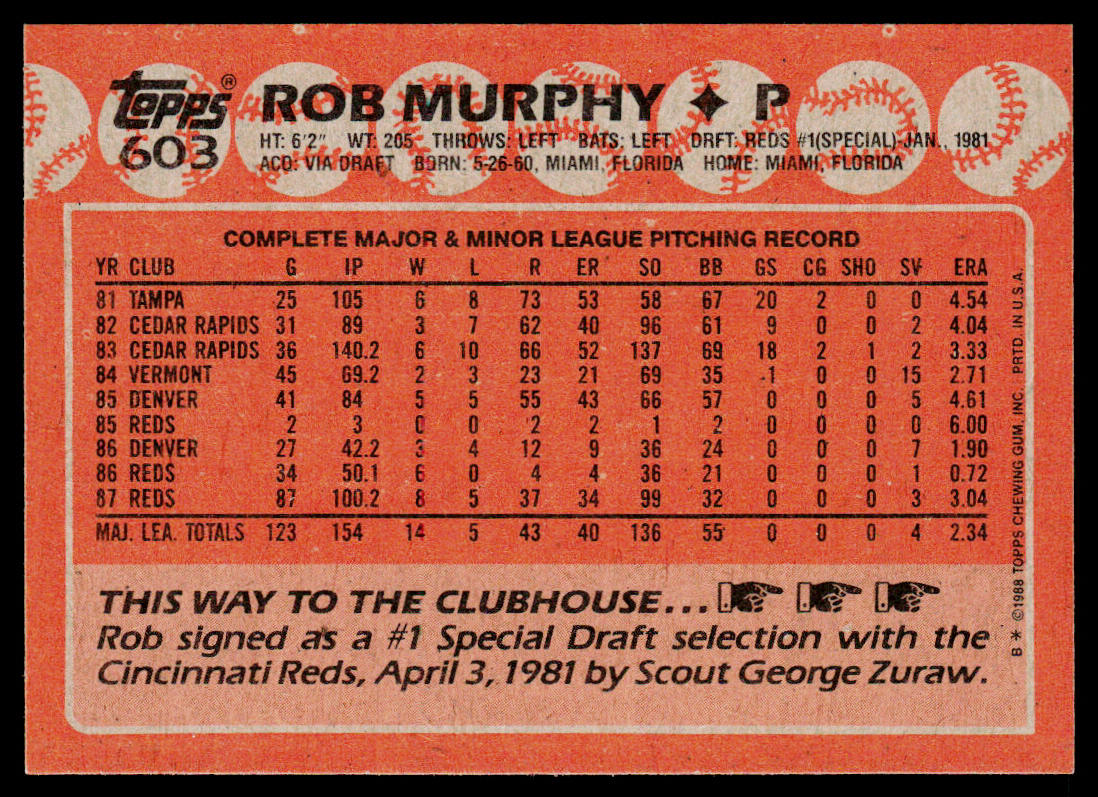 topps® ROB MURPHY ✦ P
603 HT: 6'2" WT: 205 THROWS: LEFT BATS: LEFT DRFT: REDS #1(SPECIAL)-JAN., 1981
ACQ: VIA DRAFT BORN: 5-26-60, MIAMI, FLORIDA HOME: MIAMI, FLORIDA
COMPLETE MAJOR & MINOR LEAGUE PITCHING RECORD
YR CLUB G IP W L R ER SO BB GS CG SHO SV ERA
81 TAMPA 25 105 6 8 73 53 58 67 20 2 0 0 4.54
82 CEDAR RAPIDS 31 89 3 7 62 40 96 61 9 0 0 2 4.04
83 CEDAR RAPIDS 36 140.2 6 10 66 52 137 69 18 2 1 2 3.33
84 VERMONT 45 69.2 2 3 23 21 69 35 1 0 0 15 2.71
85 DENVER 41 84 5 5 55 43 66 57 0 0 0 5 4.61
85 REDS 2 3 0 0 2 2 1 2 0 0 0 0 6.00
86 DENVER 27 42.2 3 4 12 9 36 24 0 0 0 7 1.90
86 REDS 34 50.1 6 0 4 4 36 21 0 0 0 1 0.72
87 REDS 87 100.2 8 5 37 34 99 32 0 0 0 3 3.04
MAJ. LEA. TOTALS 123 154 14 5 43 40 136 55 0 0 0 4 2.34
THIS WAY TO THE CLUBHOUSE...
Rob signed as a #1 Special Draft selection with the
Cincinnati Reds, April 3, 1981 by Scout George Zuraw.
B * ©1988 TOPPS CHEWING GUM, INC. PRTD. IN U.S.A.